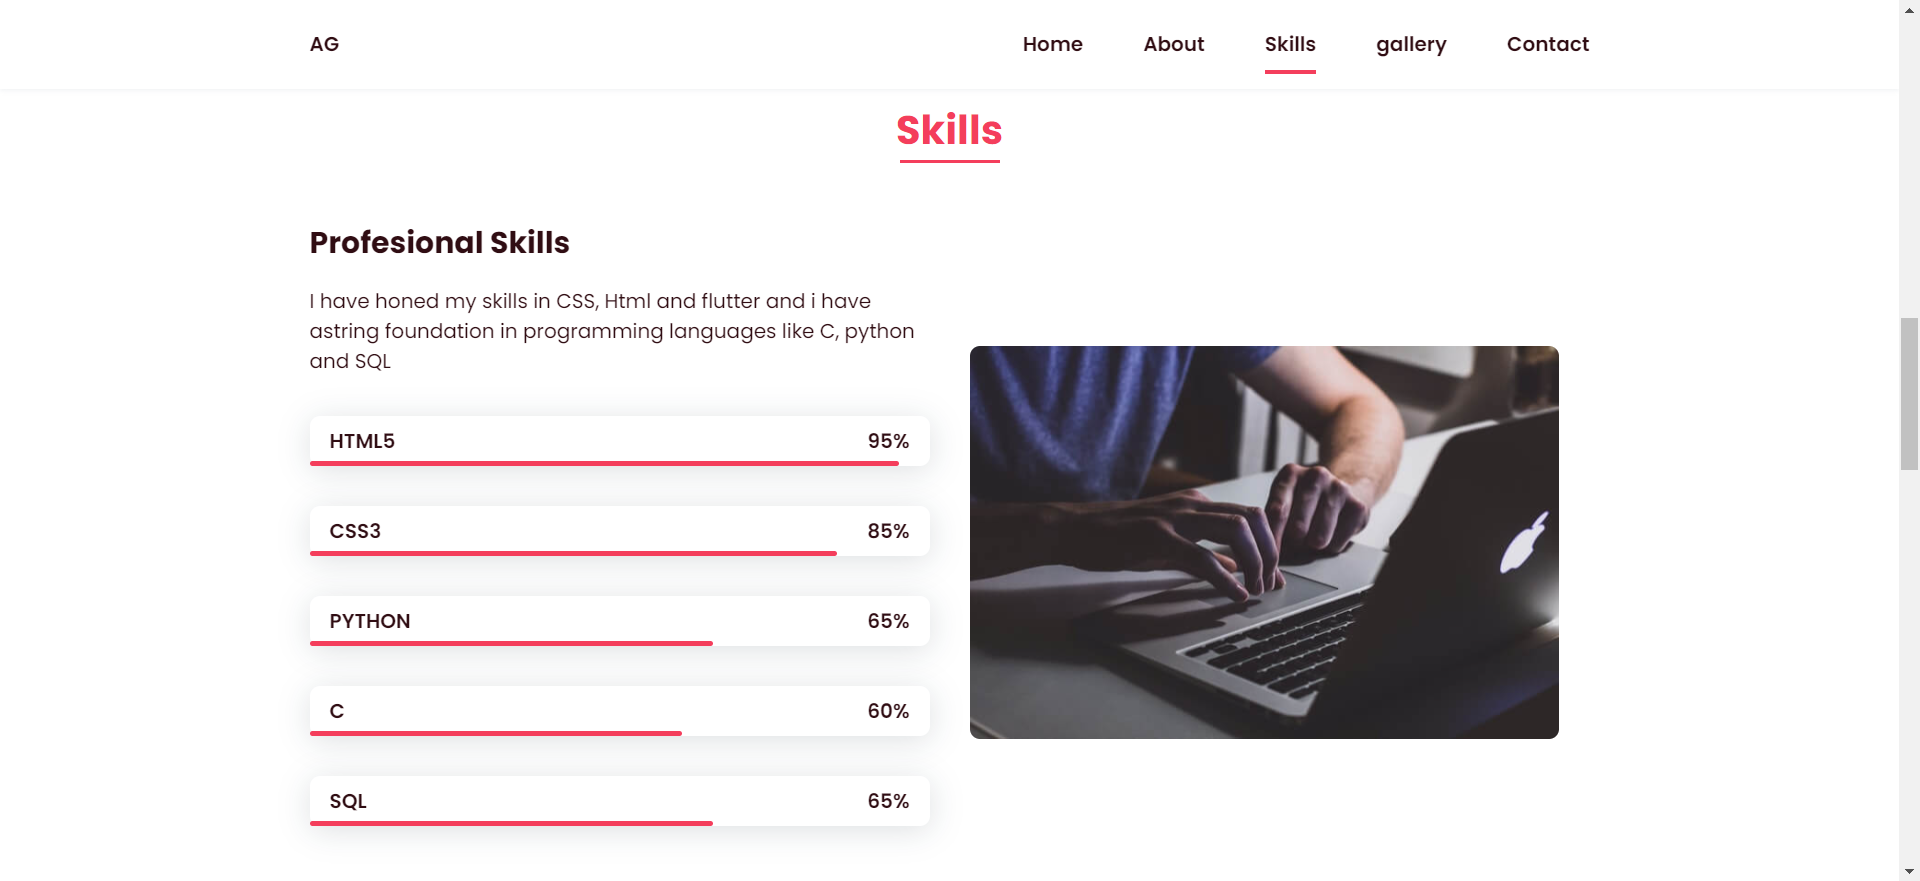 AG
Home About Skills gallery Contact
Skills
Profesional Skills
I have honed my skills in CSS, Html and flutter and i have
astring foundation in programming languages like C, python
and SQL
HTML5 95%
CSS3 85%
PYTHON 65%
C 60%
SQL 65%